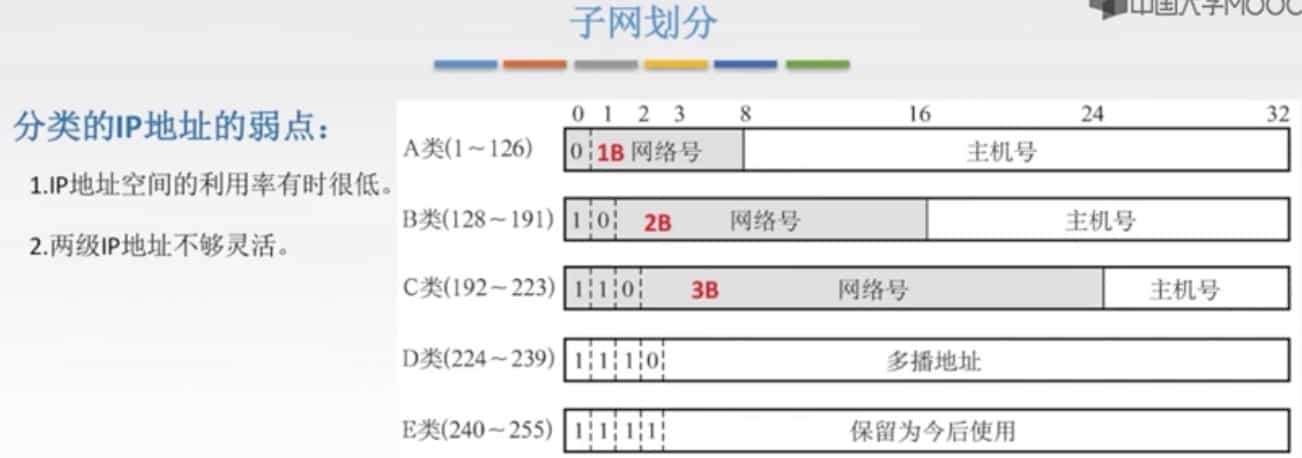 中国大学MOOC
子网划分
分类的IP地址的弱点：
1.IP地址空间的利用率有时很低。
2.两级IP地址不够灵活。
0 1 2 3 8 16 24 32
A类(1～126) 0 1B 网络号 主机号
B类(128～191) 1 0 2B 网络号 主机号
C类(192～223) 1 1 0 3B 网络号 主机号
D类(224～239) 1 1 1 0 多播地址
E类(240～255) 1 1 1 1 保留为今后使用